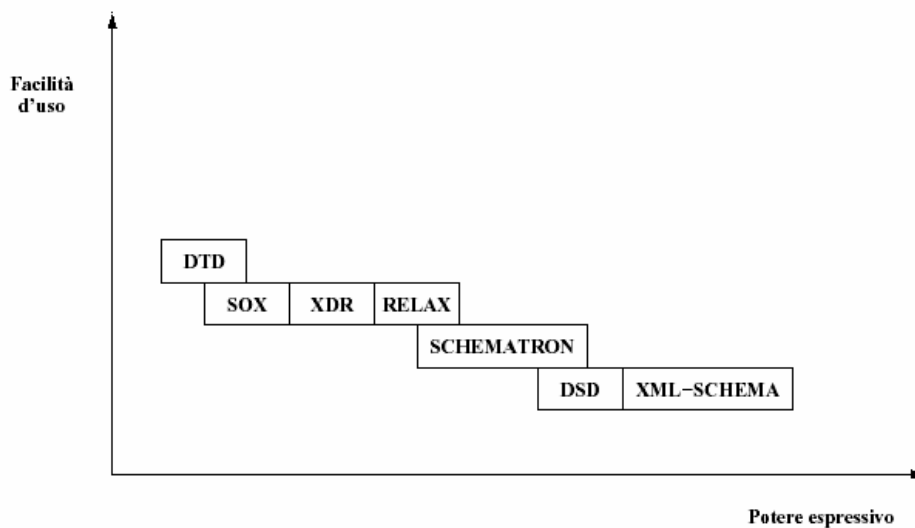 Facilità
d'uso
DTD
SOX XDR RELAX
SCHEMATRON
DSD XML-SCHEMA
Potere espressivo